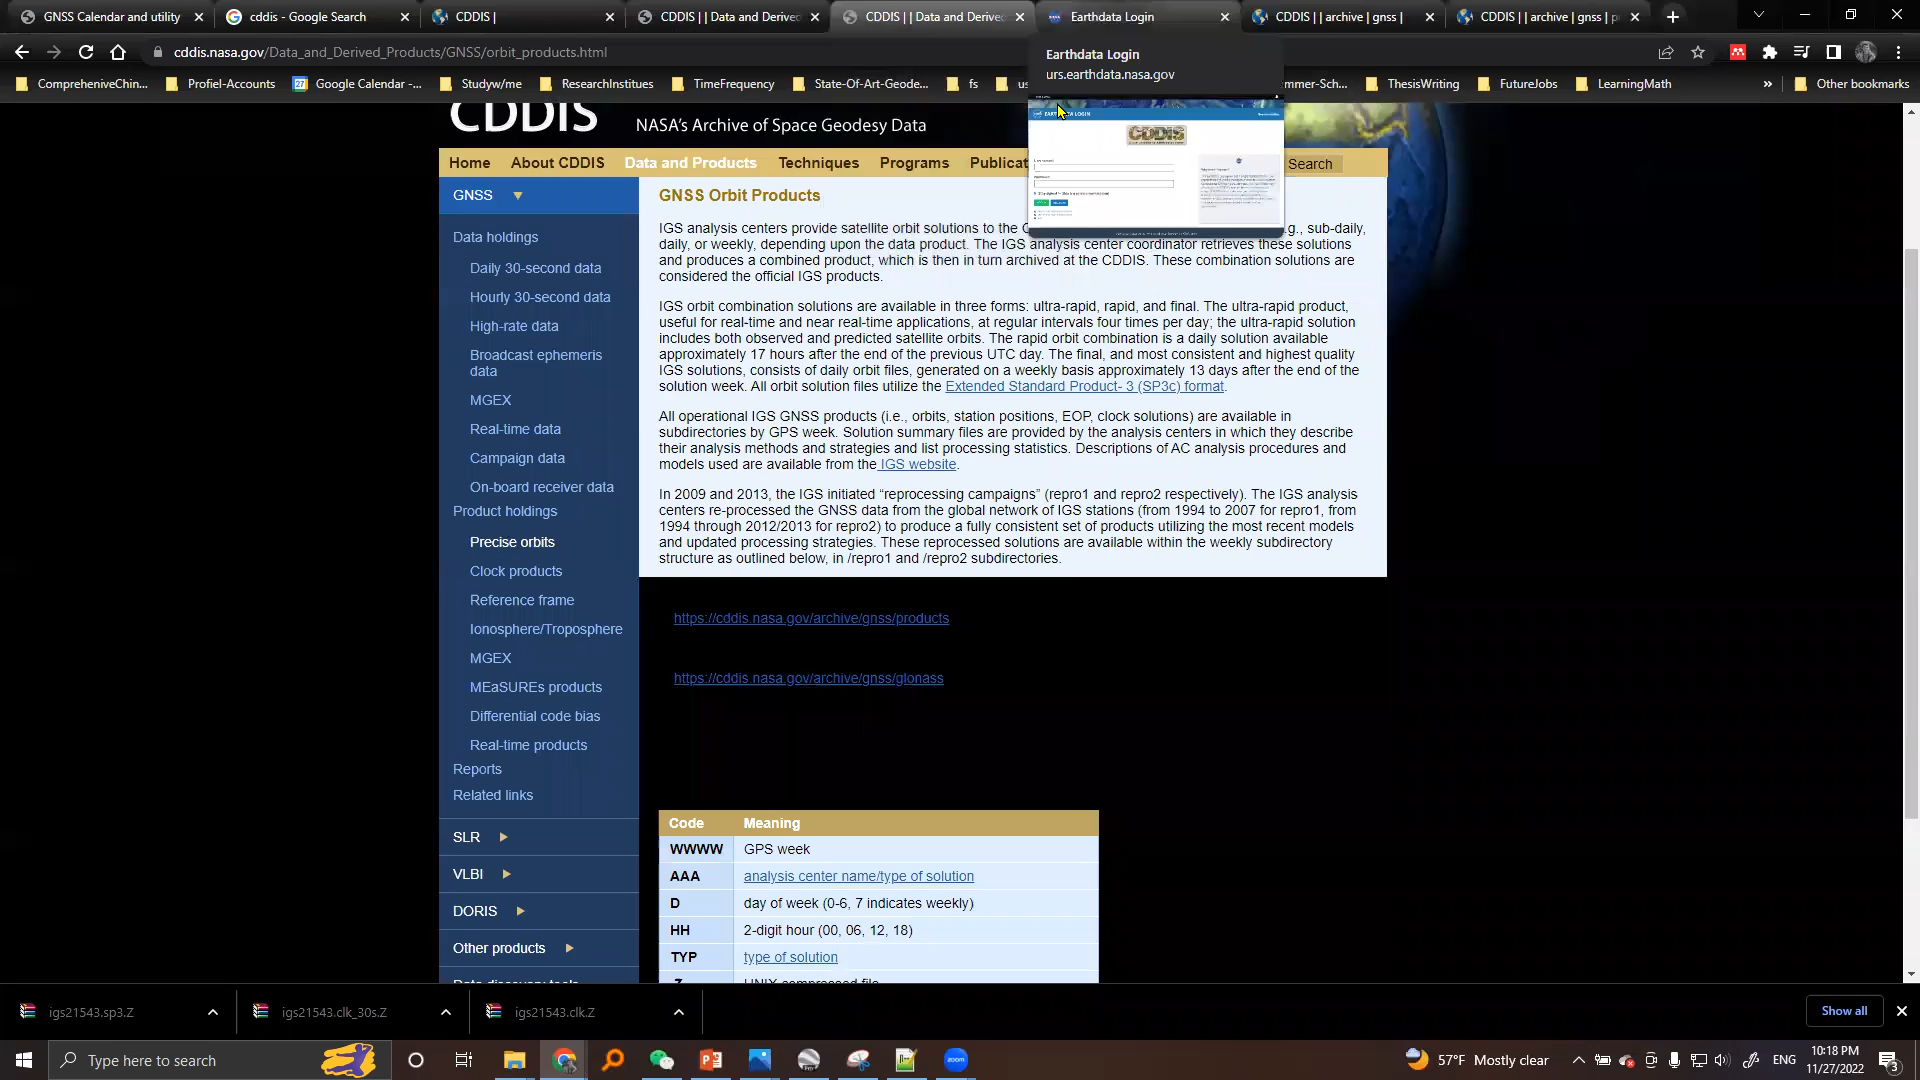 GNSS Calendar and utility
cddis - Google Search
CDDIS |
CDDIS | | Data and Derive
CDDIS | | Data and Derive
Earthdata Login
CDDIS | | archive | gnss |
CDDIS | | archive | gnss | p
cddis.nasa.gov/Data_and_Derived_Products/GNSS/orbit_products.html
Earthdata Login
urs.earthdata.nasa.gov
CompreheniveChin...
Profiel-Accounts
Google Calendar -...
Studyw/me
ResearchInstitues
TimeFrequency
State-Of-Art-Geode...
fs
us
mmer-Sch...
ThesisWriting
FutureJobs
LearningMath
»
Other bookmarks
CDDIS
NASA's Archive of Space Geodesy Data
CDDIS
Home
About CDDIS
Data and Products
Techniques
Programs
Publicat
Search
GNSS
Data holdings
Daily 30-second data
Hourly 30-second data
High-rate data
Broadcast ephemeris
data
MGEX
Real-time data
Campaign data
On-board receiver data
Product holdings
Precise orbits
Clock products
Reference frame
Ionosphere/Troposphere
MGEX
MEaSUREs products
Differential code bias
Real-time products
Reports
Related links
SLR
VLBI
DORIS
Other products
GNSS Orbit Products
IGS analysis centers provide satellite orbit solutions to the C .g., sub-daily,
daily, or weekly, depending upon the data product. The IGS analysis center coordinator retrieves these solutions
and produces a combined product, which is then in turn archived at the CDDIS. These combination solutions are
considered the official IGS products.
IGS orbit combination solutions are available in three forms: ultra-rapid, rapid, and final. The ultra-rapid product,
useful for real-time and near real-time applications, at regular intervals four times per day; the ultra-rapid solution
includes both observed and predicted satellite orbits. The rapid orbit combination is a daily solution available
approximately 17 hours after the end of the previous UTC day. The final, and most consistent and highest quality
IGS solutions, consists of daily orbit files, generated on a weekly basis approximately 13 days after the end of the
solution week. All orbit solution files utilize the Extended Standard Product- 3 (SP3c) format.
All operational IGS GNSS products (i.e., orbits, station positions, EOP, clock solutions) are available in
subdirectories by GPS week. Solution summary files are provided by the analysis centers in which they describe
their analysis methods and strategies and list processing statistics. Descriptions of AC analysis procedures and
models used are available from the IGS website.
In 2009 and 2013, the IGS initiated “reprocessing campaigns” (repro1 and repro2 respectively). The IGS analysis
centers re-processed the GNSS data from the global network of IGS stations (from 1994 to 2007 for repro1, from
1994 through 2012/2013 for repro2) to produce a fully consistent set of products utilizing the most recent models
and updated processing strategies. These reprocessed solutions are available within the weekly subdirectory
structure as outlined below, in /repro1 and /repro2 subdirectories.
https://cddis.nasa.gov/archive/gnss/products
https://cddis.nasa.gov/archive/gnss/glonass
Code Meaning
WWWW GPS week
AAA analysis center name/type of solution
D day of week (0-6, 7 indicates weekly)
HH 2-digit hour (00, 06, 12, 18)
TYP type of solution
igs21543.sp3.Z
igs21543.clk_30s.Z
igs21543.clk.Z
Show all
Type here to search
57°F Mostly clear
ENG
10:18 PM
11/27/2022
3